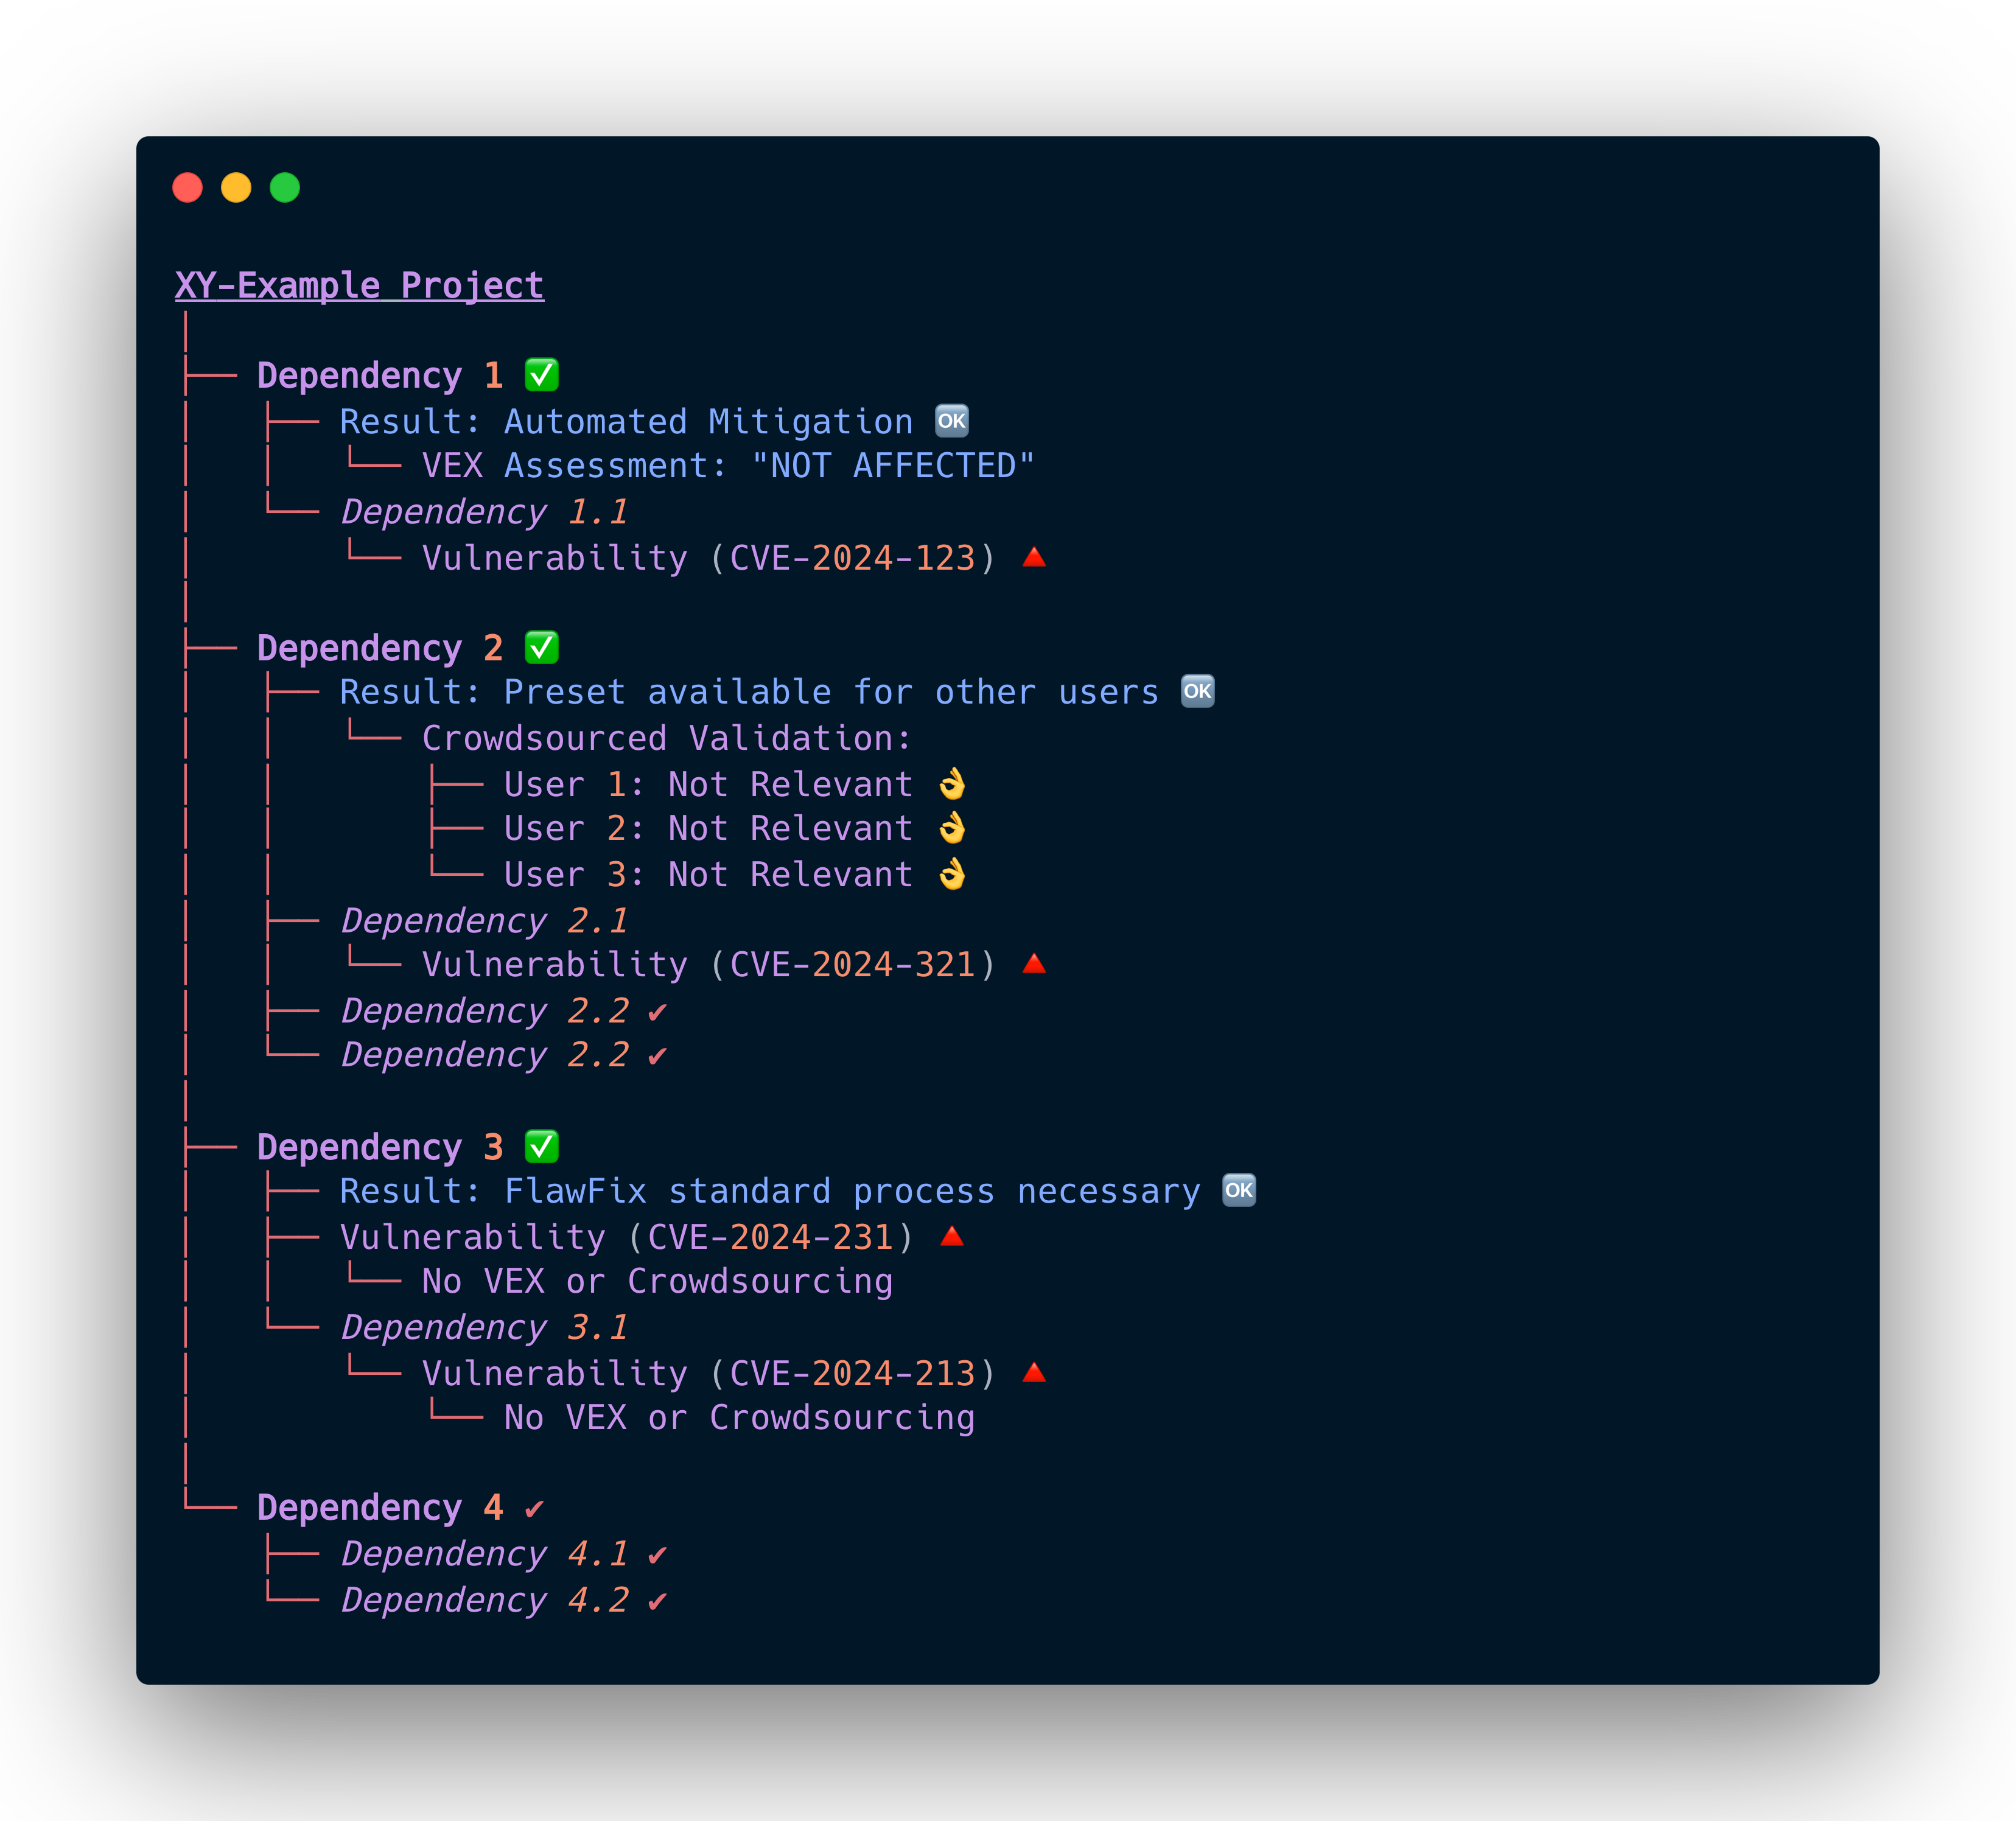 XY-Example Project
│
├── Dependency 1 ✅
│   ├── Result: Automated Mitigation 🆗
│   │   └── VEX Assessment: "NOT AFFECTED"
│   └── Dependency 1.1
│       └── Vulnerability (CVE-2024-123) 🔺
│
├── Dependency 2 ✅
│   ├── Result: Preset available for other users 🆗
│   │   └── Crowdsourced Validation:
│   │       ├── User 1: Not Relevant 👌
│   │       ├── User 2: Not Relevant 👌
│   │       └── User 3: Not Relevant 👌
│   ├── Dependency 2.1
│   │   └── Vulnerability (CVE-2024-321) 🔺
│   ├── Dependency 2.2 ✔
│   └── Dependency 2.2 ✔
│
├── Dependency 3 ✅
│   ├── Result: FlawFix standard process necessary 🆗
│   ├── Vulnerability (CVE-2024-231) 🔺
│   │   └── No VEX or Crowdsourcing
│   └── Dependency 3.1
│       └── Vulnerability (CVE-2024-213) 🔺
│           └── No VEX or Crowdsourcing
│
└── Dependency 4 ✔
    ├── Dependency 4.1 ✔
    └── Dependency 4.2 ✔